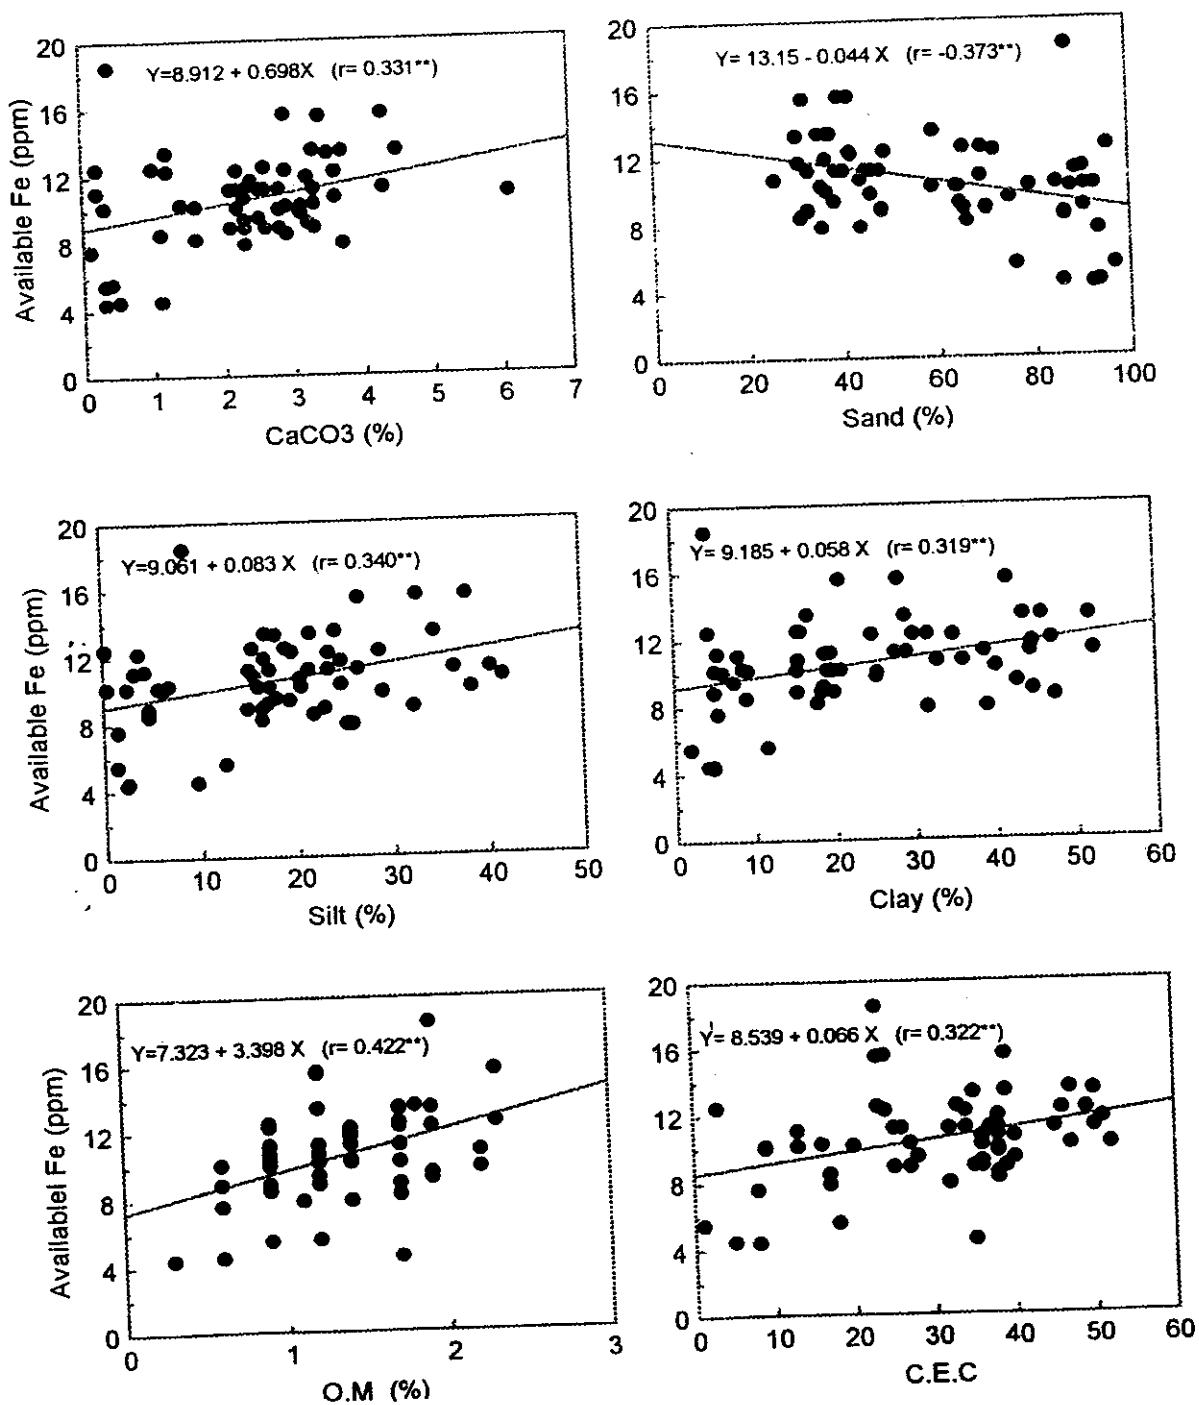 Y=8.912 + 0.698X (r= 0.331**)
20
16
12
8
4
0
Available Fe (ppm)
0 1 2 3 4 5 6 7
CaCO3 (%)
Y= 13.15 - 0.044 X (r= -0.373**)
20
16
12
8
4
0
0 20 40 60 80 100
Sand (%)
Y=9.061 + 0.083 X (r= 0.340**)
20
16
12
8
4
0
Available Fe (ppm)
0 10 20 30 40 50
Silt (%)
Y= 9.185 + 0.058 X (r= 0.319**)
20
16
12
8
4
0
0 10 20 30 40 50 60
Clay (%)
Y=7.323 + 3.398 X (r= 0.422**)
20
16
12
8
4
0
Availablel Fe (ppm)
0 1 2 3
O.M (%)
Y= 8.539 + 0.066 X (r= 0.322**)
20
16
12
8
4
0
0 10 20 30 40 50 60
C.E.C